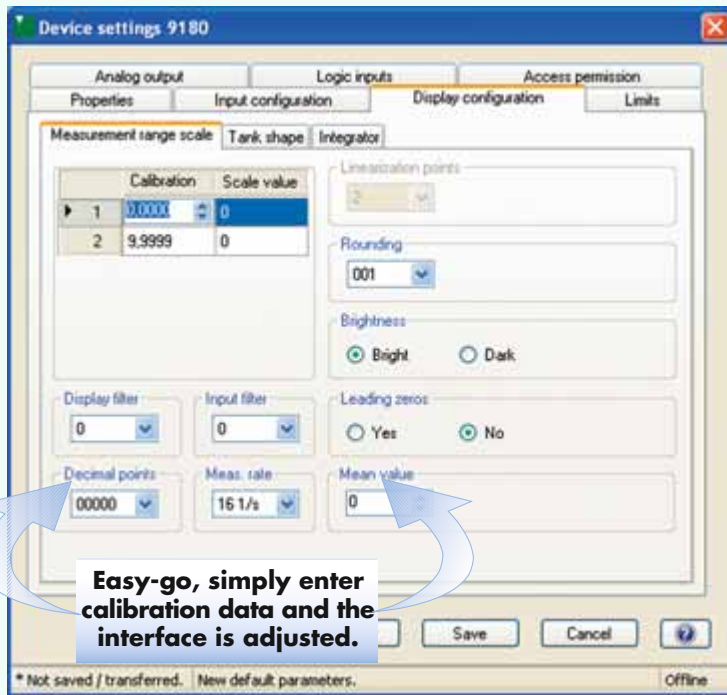 Device settings 9180
Analog output Logic inputs Access permission
Properties Input configuration Display configuration Limits
Measurement range scale Tank shape Integrator
Calibration Scale value
1 0.0000 0
2 9.9999 0
Linearization points
2
Rounding
001
Brightness
Bright Dark
Display filter Input filter Leading zeros
0 0 Yes No
Decimal points Meas. rate Mean value
00000 16 1/s 0
Easy-go, simply enter
calibration data and the
interface is adjusted.
Save Cancel ?
* Not saved / transferred. New default parameters. Offline